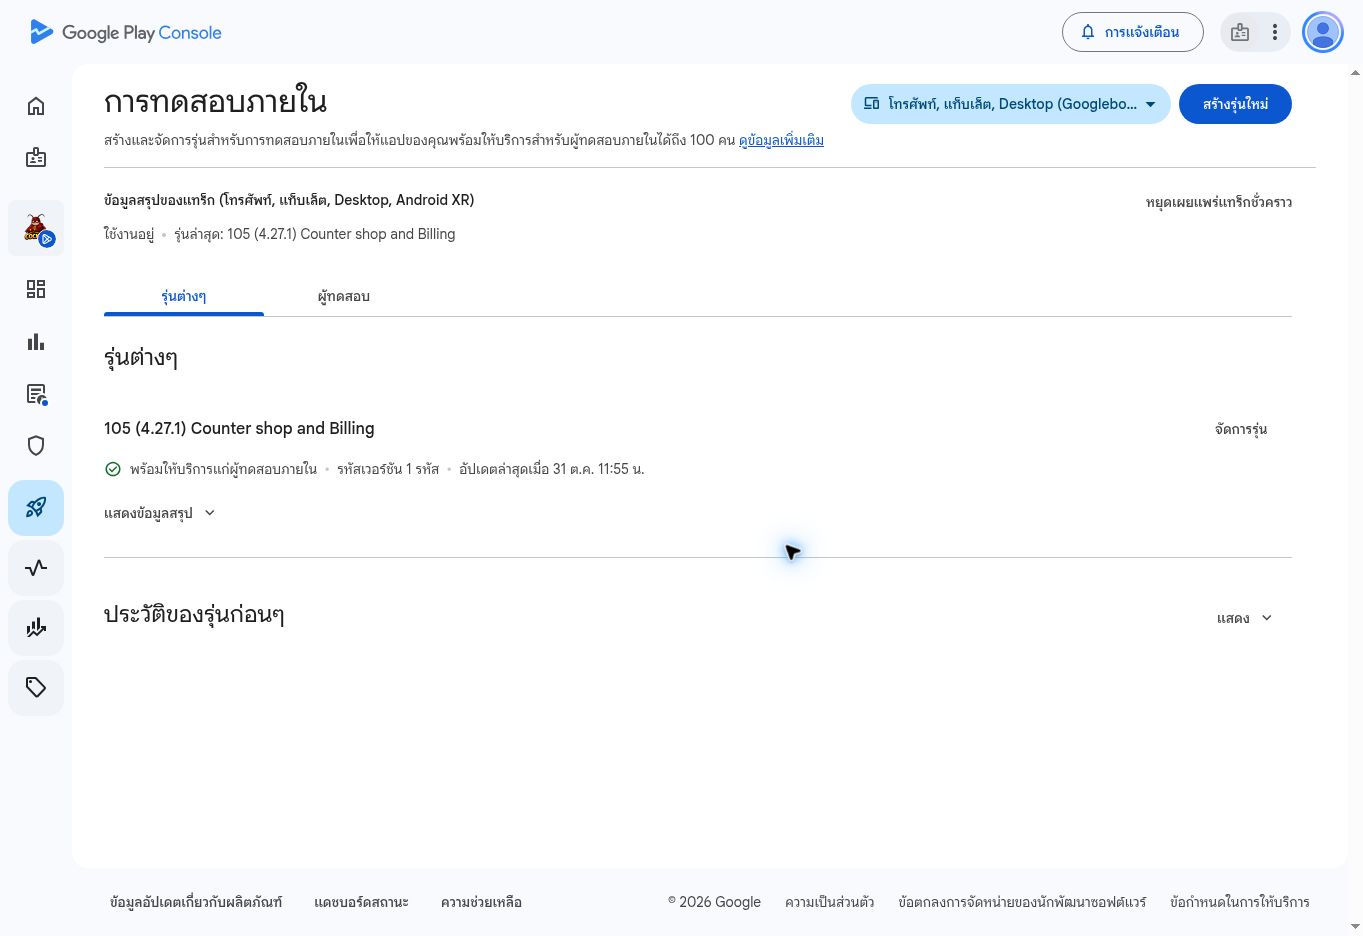 Google Play Console
การแจ้งเตือน
การทดสอบภายใน
โทรศัพท์, แท็บเล็ต, Desktop (Googlebo...
สร้างรุ่นใหม่
สร้างและจัดการรุ่นสำหรับการทดสอบภายในเพื่อให้แอปของคุณพร้อมให้บริการสำหรับผู้ทดสอบภายในได้ถึง 100 คน ดูข้อมูลเพิ่มเติม
ข้อมูลสรุปของแทร็ก (โทรศัพท์, แท็บเล็ต, Desktop, Android XR)
หยุดเผยแพร่แทร็กชั่วคราว
ใช้งานอยู่ • รุ่นล่าสุด: 105 (4.27.1) Counter shop and Billing
รุ่นต่างๆ
ผู้ทดสอบ
รุ่นต่างๆ
105 (4.27.1) Counter shop and Billing
จัดการรุ่น
พร้อมให้บริการแก่ผู้ทดสอบภายใน • รหัสเวอร์ชัน 1 รหัส • อัปเดตล่าสุดเมื่อ 31 ต.ค. 11:55 น.
แสดงข้อมูลสรุป
ประวัติของรุ่นก่อนๆ
แสดง
ข้อมูลอัปเดตเกี่ยวกับผลิตภัณฑ์
แดชบอร์ดสถานะ
ความช่วยเหลือ
© 2026 Google
ความเป็นส่วนตัว
ข้อตกลงการจัดหน่ายของนักพัฒนาซอฟต์แวร์
ข้อกำหนดในการให้บริการ